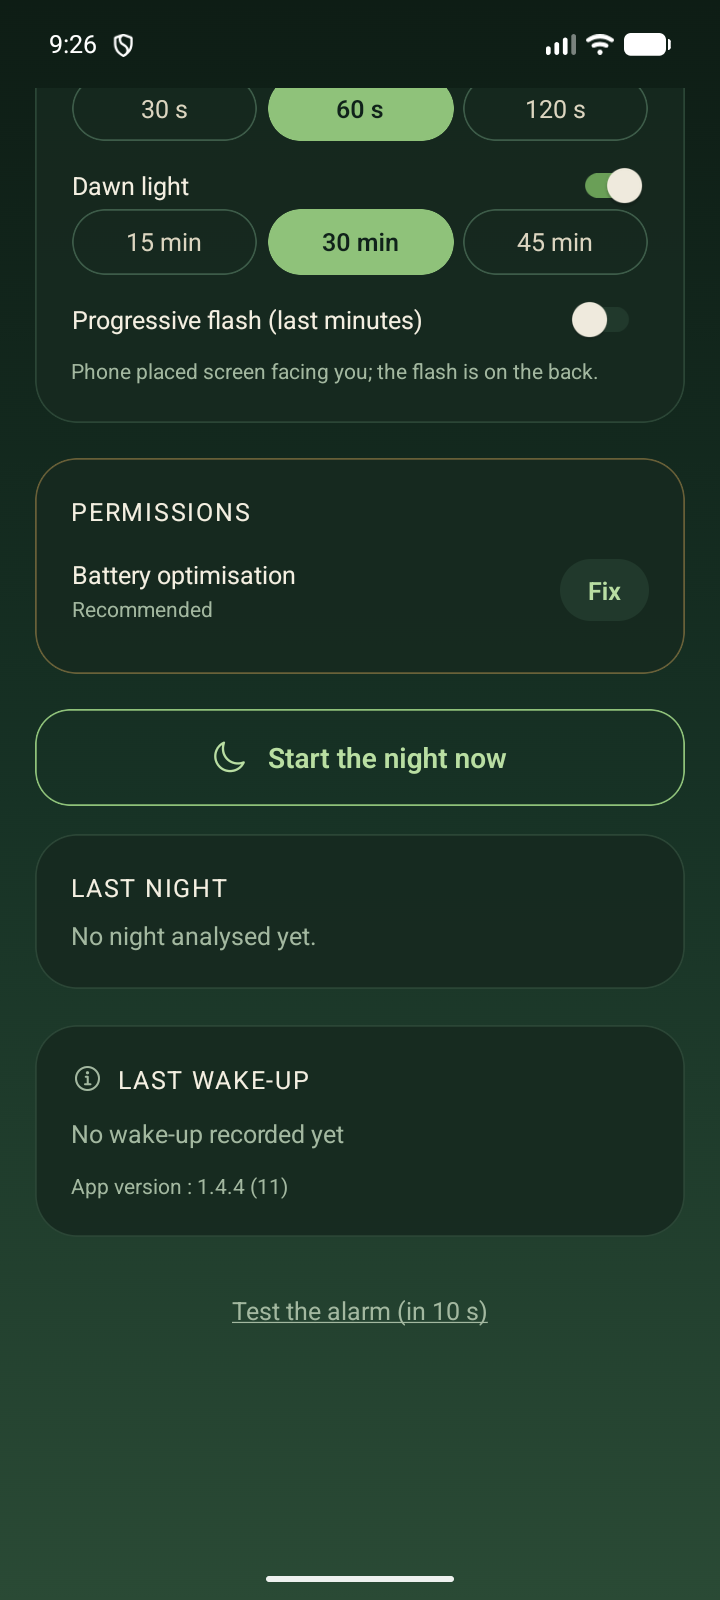 9:26
30 s 60 s 120 s
Dawn light
15 min 30 min 45 min
Progressive flash (last minutes)
Phone placed screen facing you; the flash is on the back.
PERMISSIONS
Battery optimisation
Recommended
Fix
Start the night now
LAST NIGHT
No night analysed yet.
LAST WAKE-UP
No wake-up recorded yet
App version : 1.4.4 (11)
Test the alarm (in 10 s)